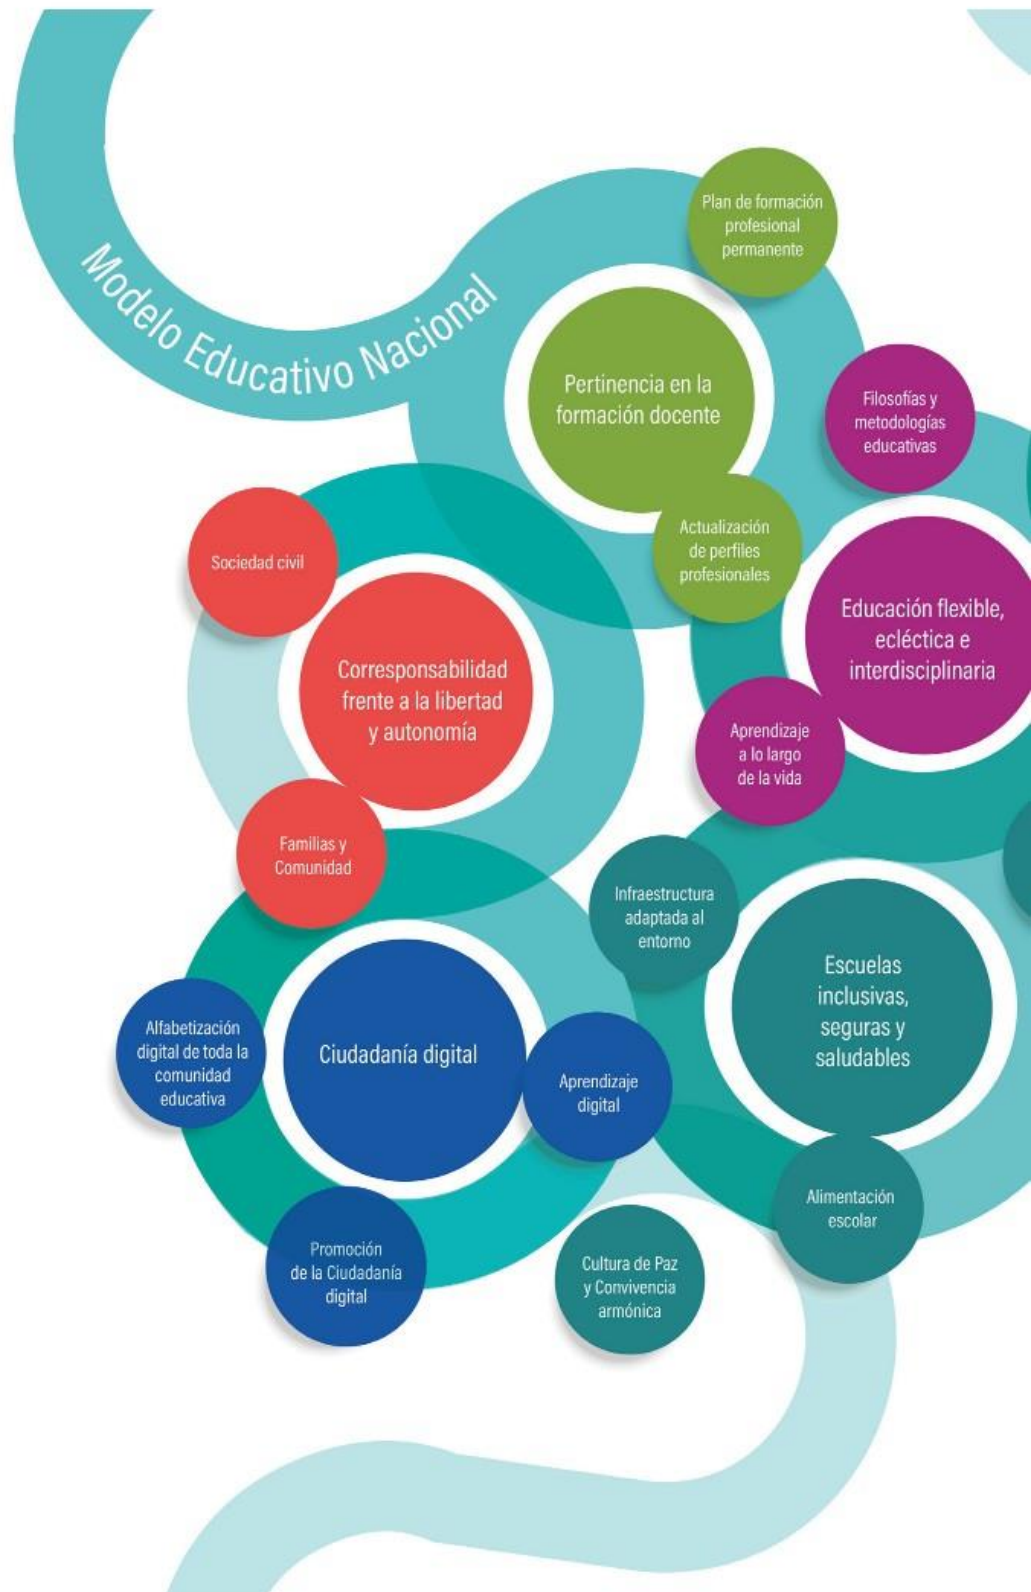 Modelo Educativo Nacional
Plan de formación
profesional
permanente
Pertinencia en la
formación docente
Filosofías y
metodologías
educativas
Actualización
de perfiles
profesionales
Sociedad civil
Educación flexible,
ecléctica e
interdisciplinaria
Corresponsabilidad
frente a la libertad
y autonomía
Aprendizaje
a lo largo
de la vida
Familias y
Comunidad
Infraestructura
adaptada al
entorno
Escuelas
inclusivas,
seguras y
saludables
Alfabetización
digital de toda la
comunidad
educativa
Ciudadanía digital
Aprendizaje
digital
Alimentación
escolar
Promoción
de la Ciudadanía
digital
Cultura de Paz
y Convivencia
armónica